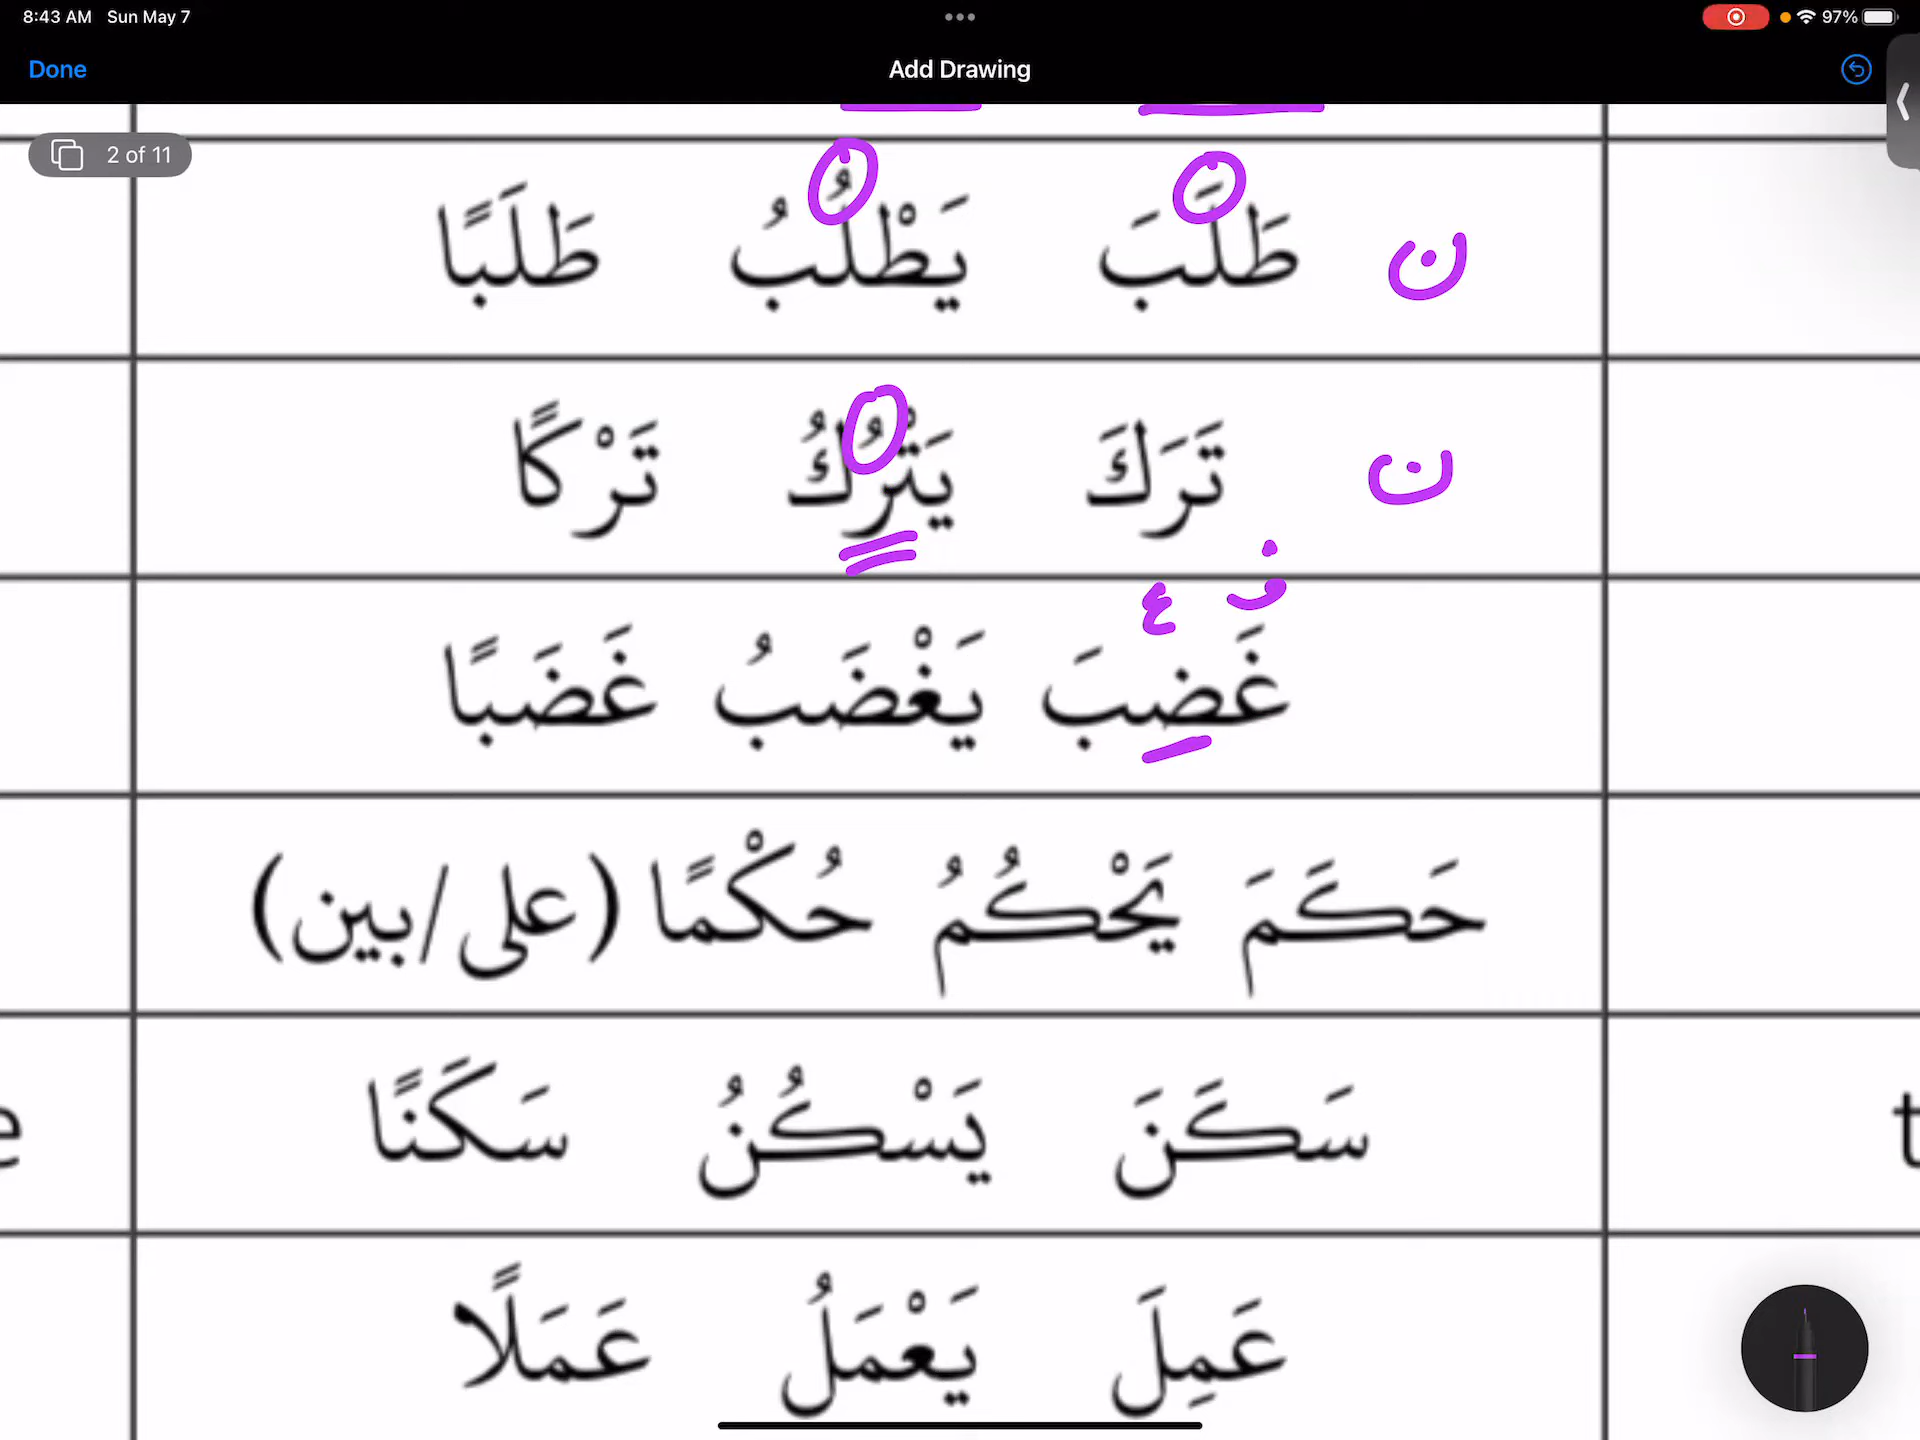 8:43 AM Sun May 7 97%
Done Add Drawing
2 of 11
ن طَلَبَ يَطْلُبُ طَلَبًا
ن تَرَكَ يَتْرُكُ تَرْكًا
ف ع
غَضِبَ يَغْضَبُ غَضَبًا
حَكَمَ يَحْكُمُ حُكْمًا (على/بين)
سَكَنَ يَسْكُنُ سَكَنًا
عَمِلَ يَعْمَلُ عَمَلًا